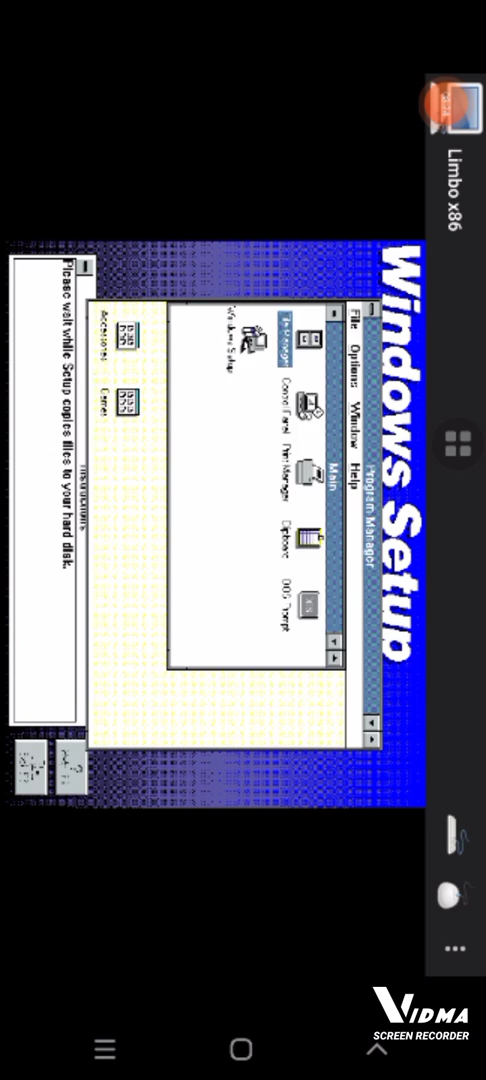 Limbo x86
Windows Setup
Program Manager
File Options Window Help
Main
File Manager Control Panel Print Manager Clipboard DOS Prompt
Windows Setup
Accessories Games
Instructions
Please wait while Setup copies files to your hard disk.
VIDMA
SCREEN RECORDER